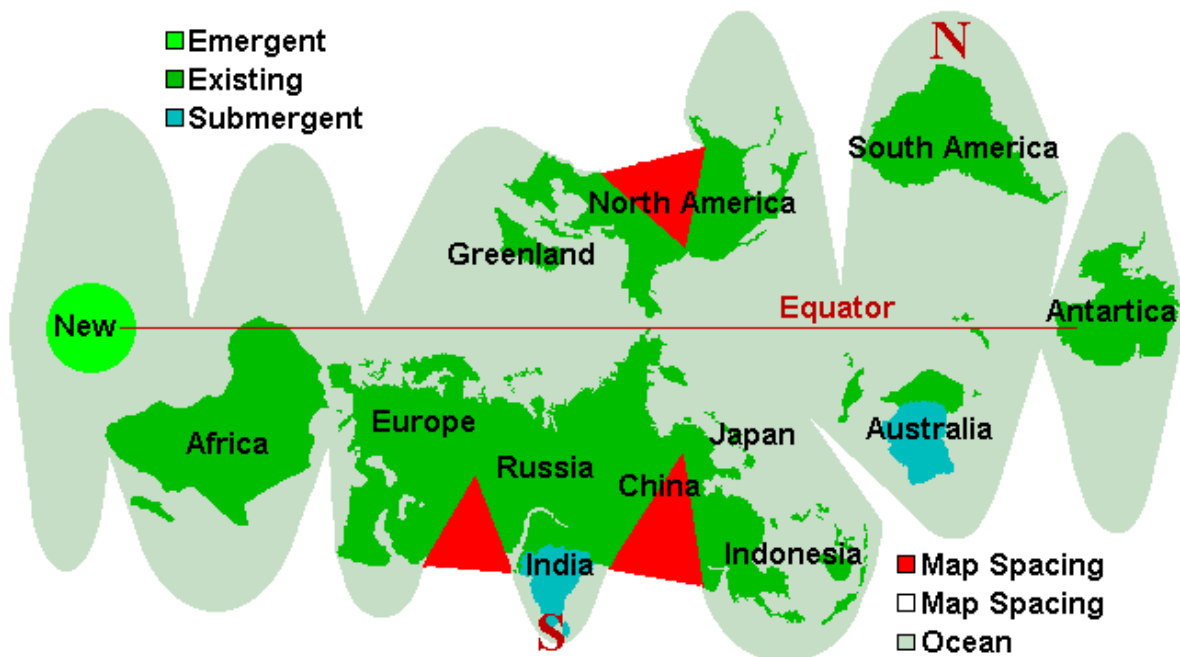 Emergent
Existing
Submergent
N
South America
North America
Greenland
Equator
New
Antartica
Europe
Africa
Japan
Australia
Russia
China
India
Indonesia
S
Map Spacing
Map Spacing
Ocean